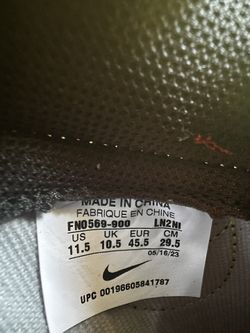 MADE IN CHINA
FABRIQUE EN CHINE
FN0569-900 LN2NI
US UK EUR CM
11.5 10.5 45.5 29.5
05/16/23
UPC 00196605841787